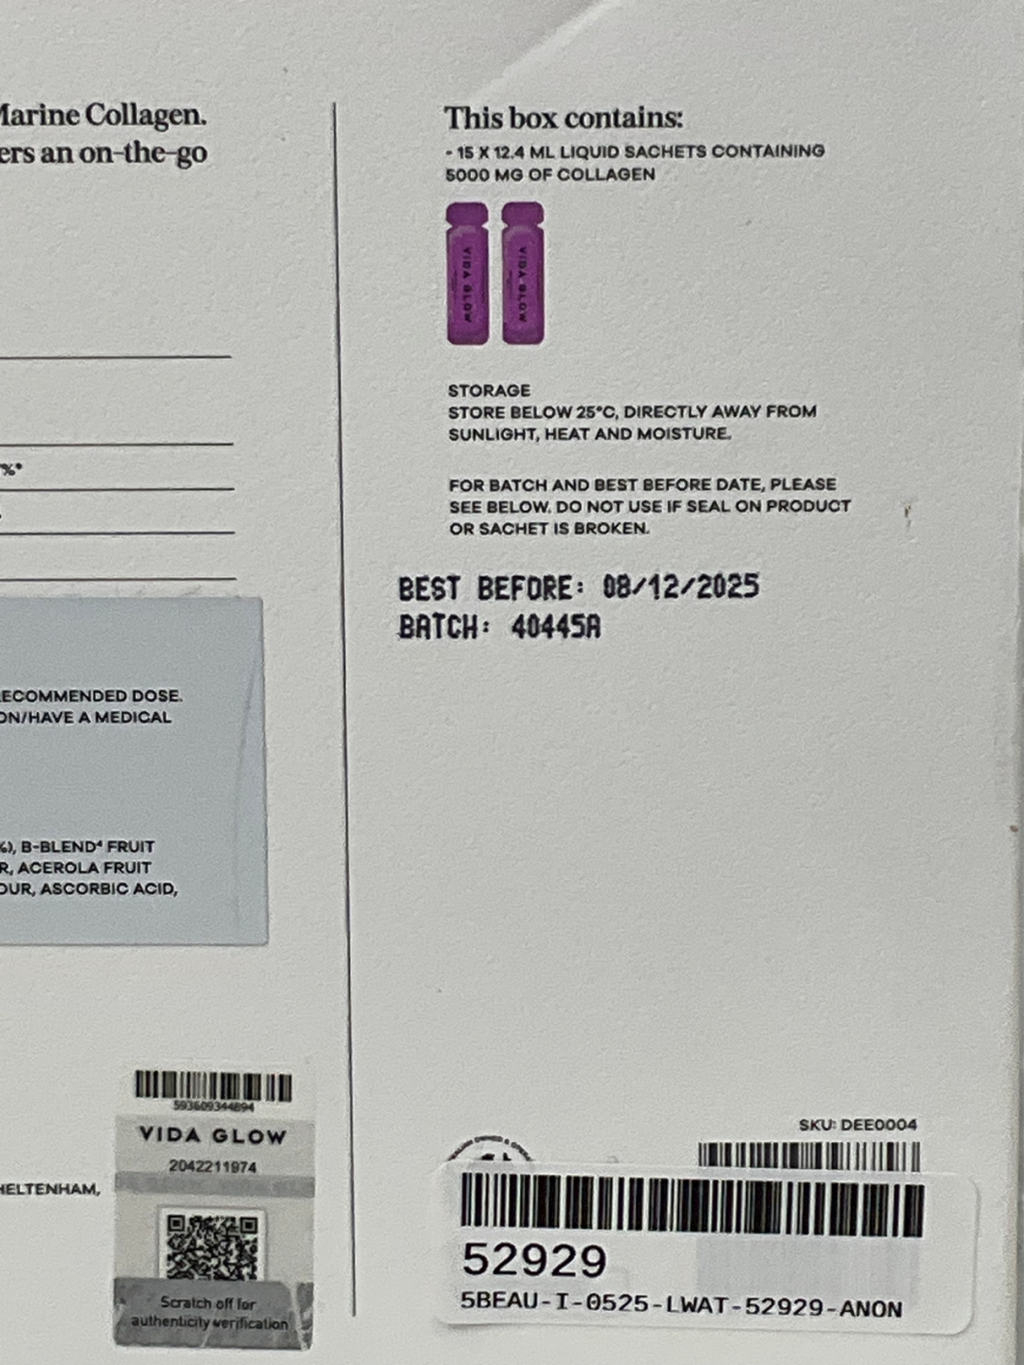 Marine Collagen.
ers an on-the-go
%*
RECOMMENDED DOSE.
ON/HAVE A MEDICAL
%), B-BLEND⁴ FRUIT
R, ACEROLA FRUIT
OUR, ASCORBIC ACID,
HELTENHAM,
593609344894
VIDA GLOW
2042211974
Scratch off for
authenticity verification
This box contains:
- 15 X 12.4 ML LIQUID SACHETS CONTAINING
5000 MG OF COLLAGEN
VIDA GLOW
VIDA GLOW
STORAGE
STORE BELOW 25°C, DIRECTLY AWAY FROM
SUNLIGHT, HEAT AND MOISTURE.
FOR BATCH AND BEST BEFORE DATE, PLEASE
SEE BELOW. DO NOT USE IF SEAL ON PRODUCT
OR SACHET IS BROKEN.
BEST BEFORE: 08/12/2025
BATCH: 40445A
SKU: DEE0004
52929
5BEAU-I-0525-LWAT-52929-ANON